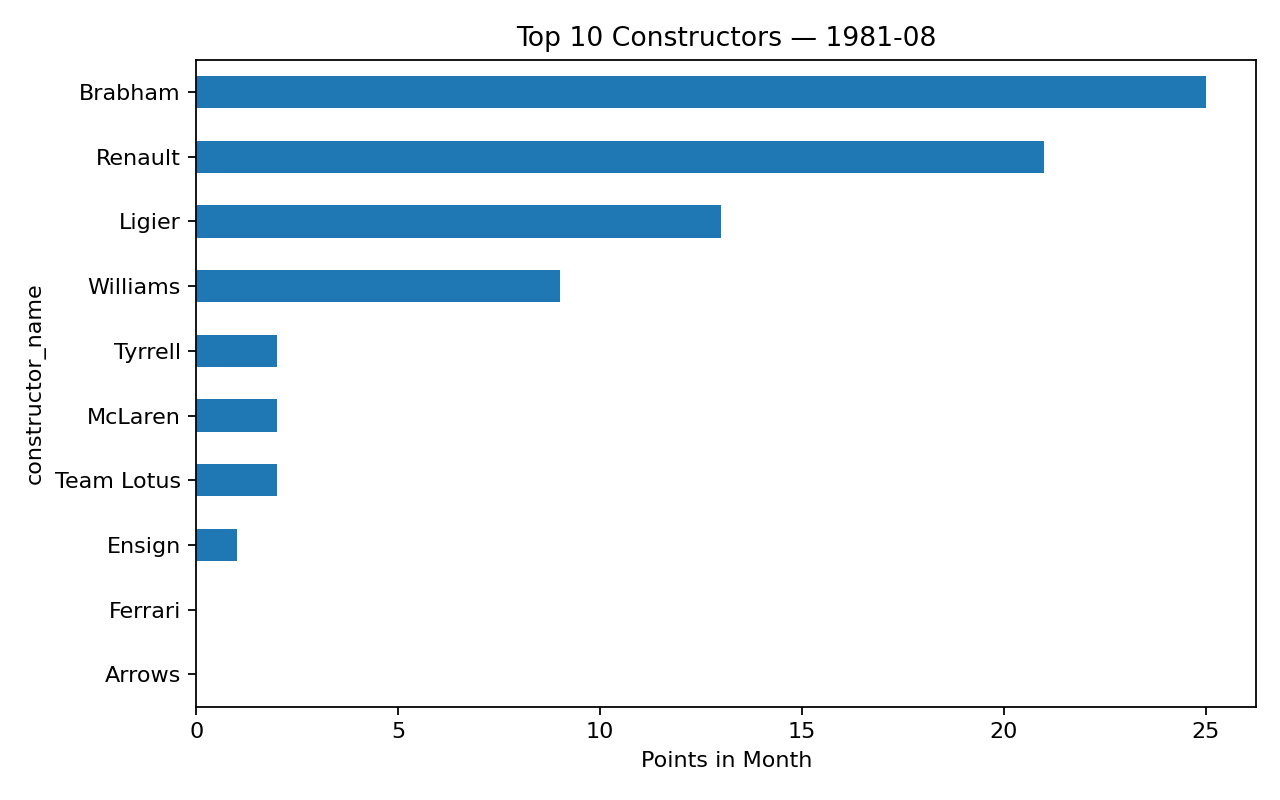 Top 10 Constructors — 1981-08
constructor_name
Brabham
Renault
Ligier
Williams
Tyrrell
McLaren
Team Lotus
Ensign
Ferrari
Arrows
0 5 10 15 20 25
Points in Month